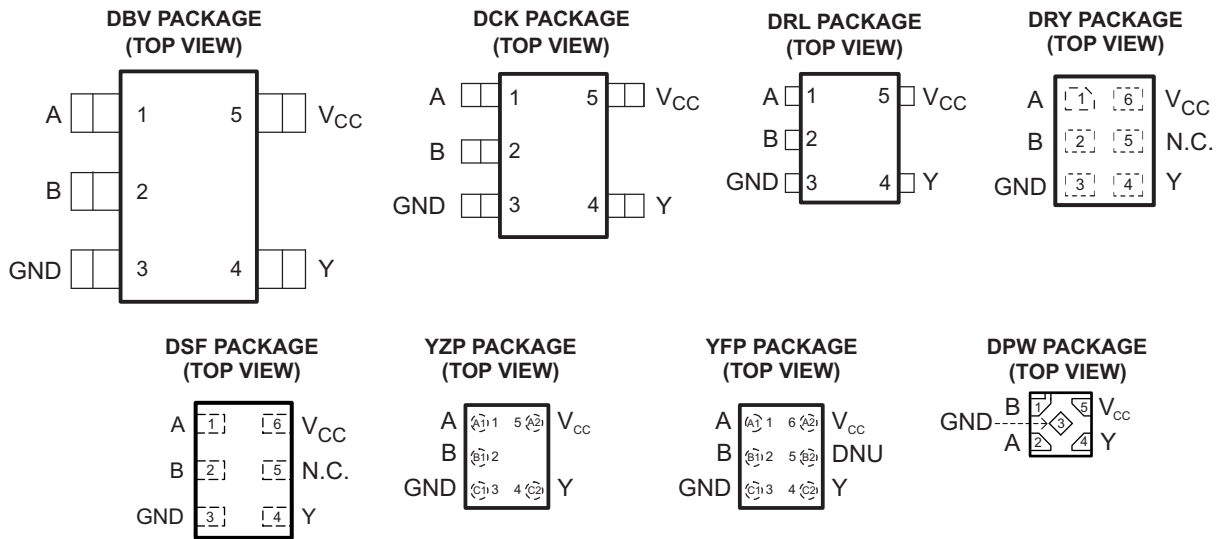 DBV PACKAGE
(TOP VIEW)
A 1 5 VCC
B 2
GND 3 4 Y
DCK PACKAGE
(TOP VIEW)
A 1 5 VCC
B 2
GND 3 4 Y
DRL PACKAGE
(TOP VIEW)
A 1 5 VCC
B 2
GND 3 4 Y
DRY PACKAGE
(TOP VIEW)
A 1 6 VCC
B 2 5 N.C.
GND 3 4 Y
DSF PACKAGE
(TOP VIEW)
A 1 6 VCC
B 2 5 N.C.
GND 3 4 Y
YZP PACKAGE
(TOP VIEW)
A A1 1 5 A2 VCC
B B1 2
GND C1 3 4 C2 Y
YFP PACKAGE
(TOP VIEW)
A A1 1 6 A2 VCC
B B1 2 5 B2 DNU
GND C1 3 4 C2 Y
DPW PACKAGE
(TOP VIEW)
B 1 5 VCC
GND 3
A 2 4 Y